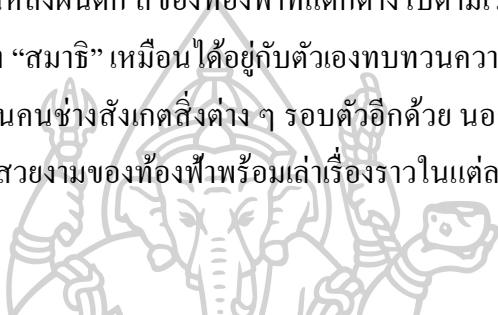 หลังฝนตก สีของท้องฟ้าที่แตกต่างไปตามเว
“สมาธิ” เหมือนได้อยู่กับตัวเองทบทวนควา
นคนช่างสังเกตสิ่งต่าง ๆ รอบตัวอีกด้วย นอ
สวยงามของท้องฟ้าพร้อมเล่าเรื่องราวในแต่ล